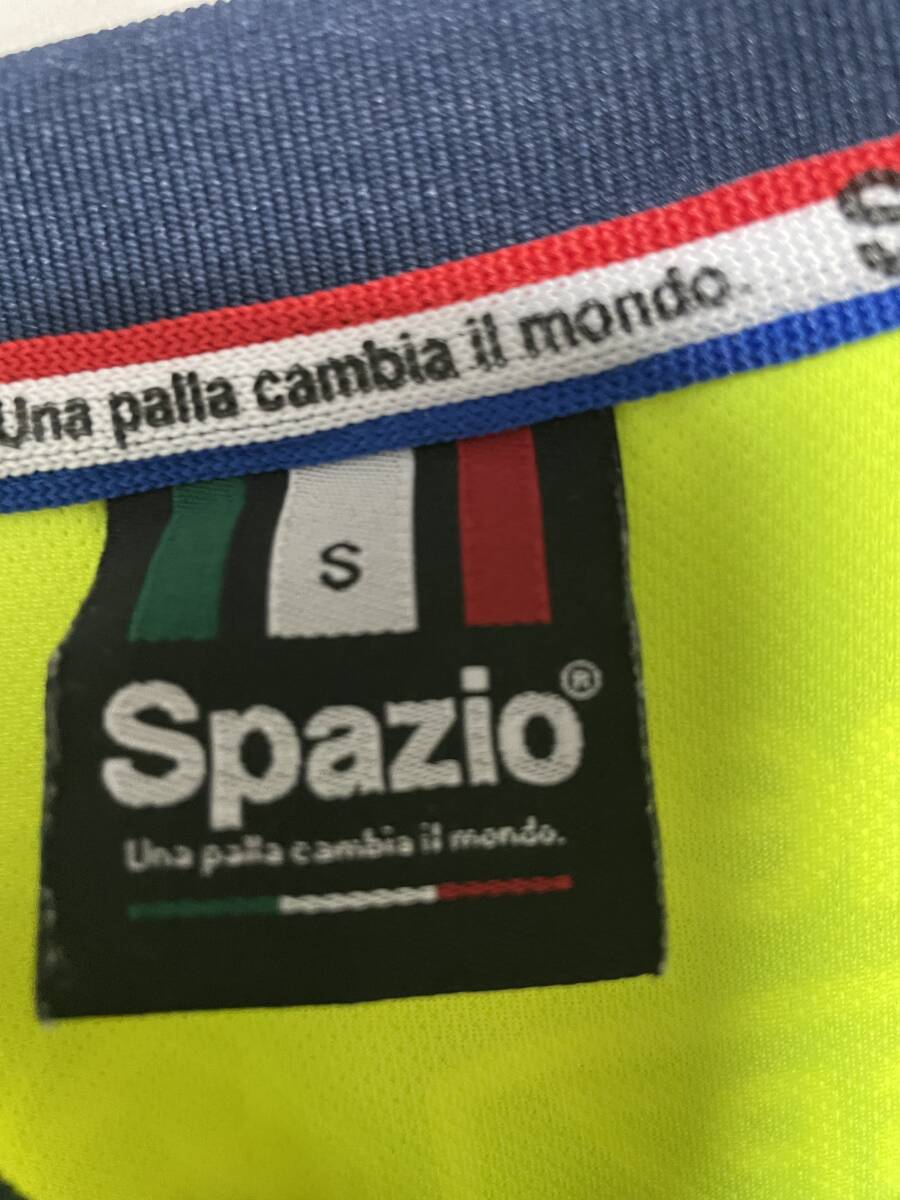 Una palla cambia il mondo. S
S
Spazio®
Una palla cambia il mondo.